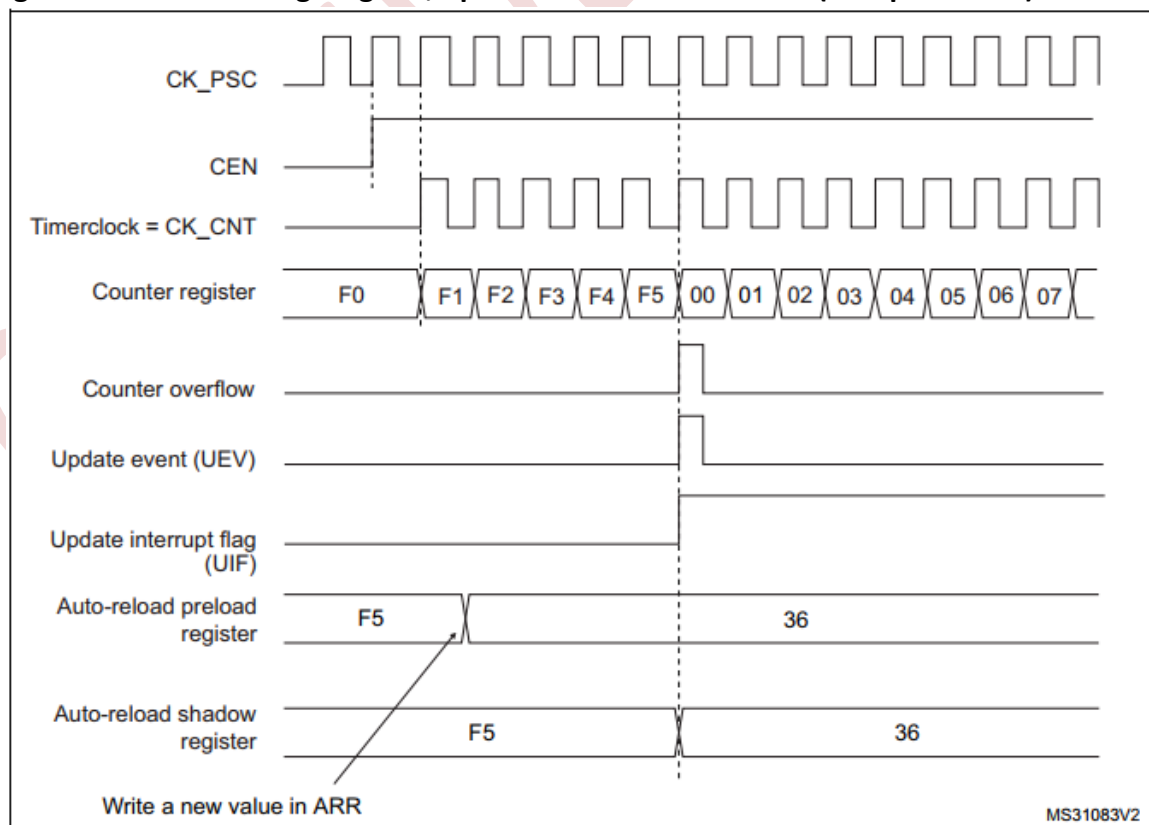 CK_PSC
CEN
Timerclock = CK_CNT
Counter register
F0 F1 F2 F3 F4 F5 00 01 02 03 04 05 06 07
Counter overflow
Update event (UEV)
Update interrupt flag
(UIF)
Auto-reload preload
register
F5 36
Auto-reload shadow
register
F5 36
Write a new value in ARR
MS31083V2